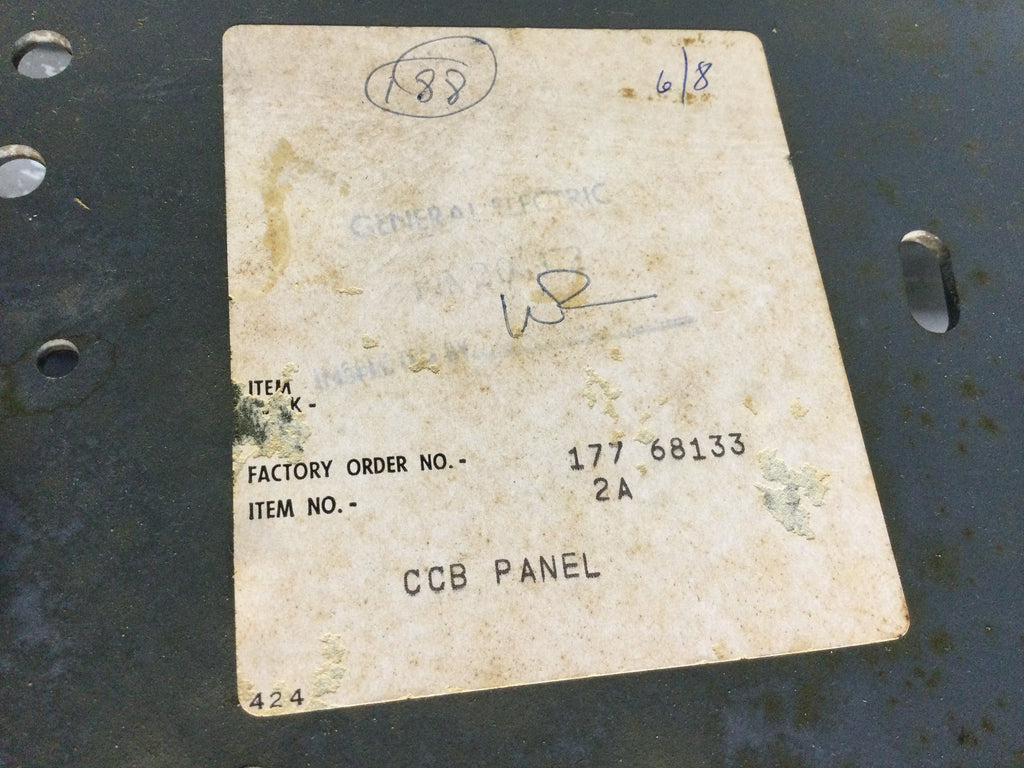 188 6/8
GENERAL ELECTRIC
ITEM
FACTORY ORDER NO.- 177 68133
ITEM NO.- 2A
CCB PANEL
424